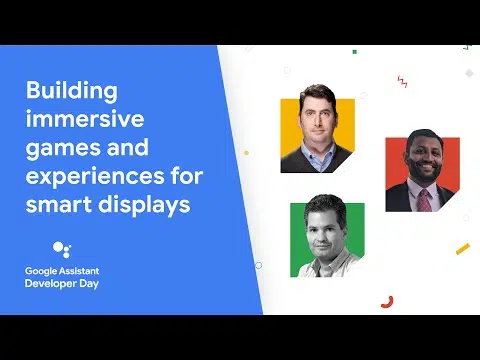 Building
immersive
games and
experiences for
smart displays
Google Assistant
Developer Day